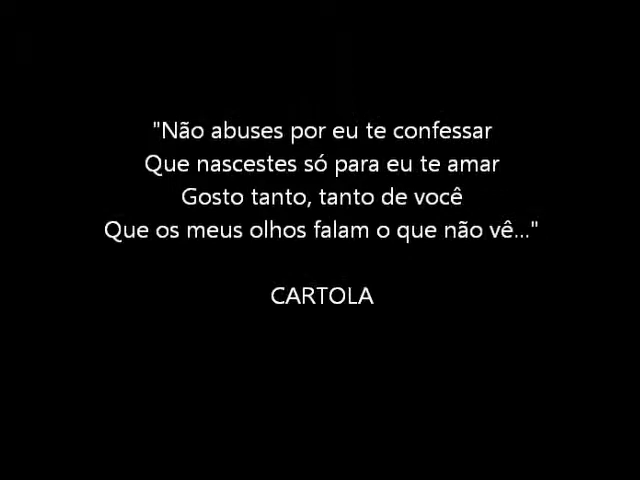 "Não abuses por eu te confessar
Que nascestes só para eu te amar
Gosto tanto, tanto de você
Que os meus olhos falam o que não vê..."
CARTOLA